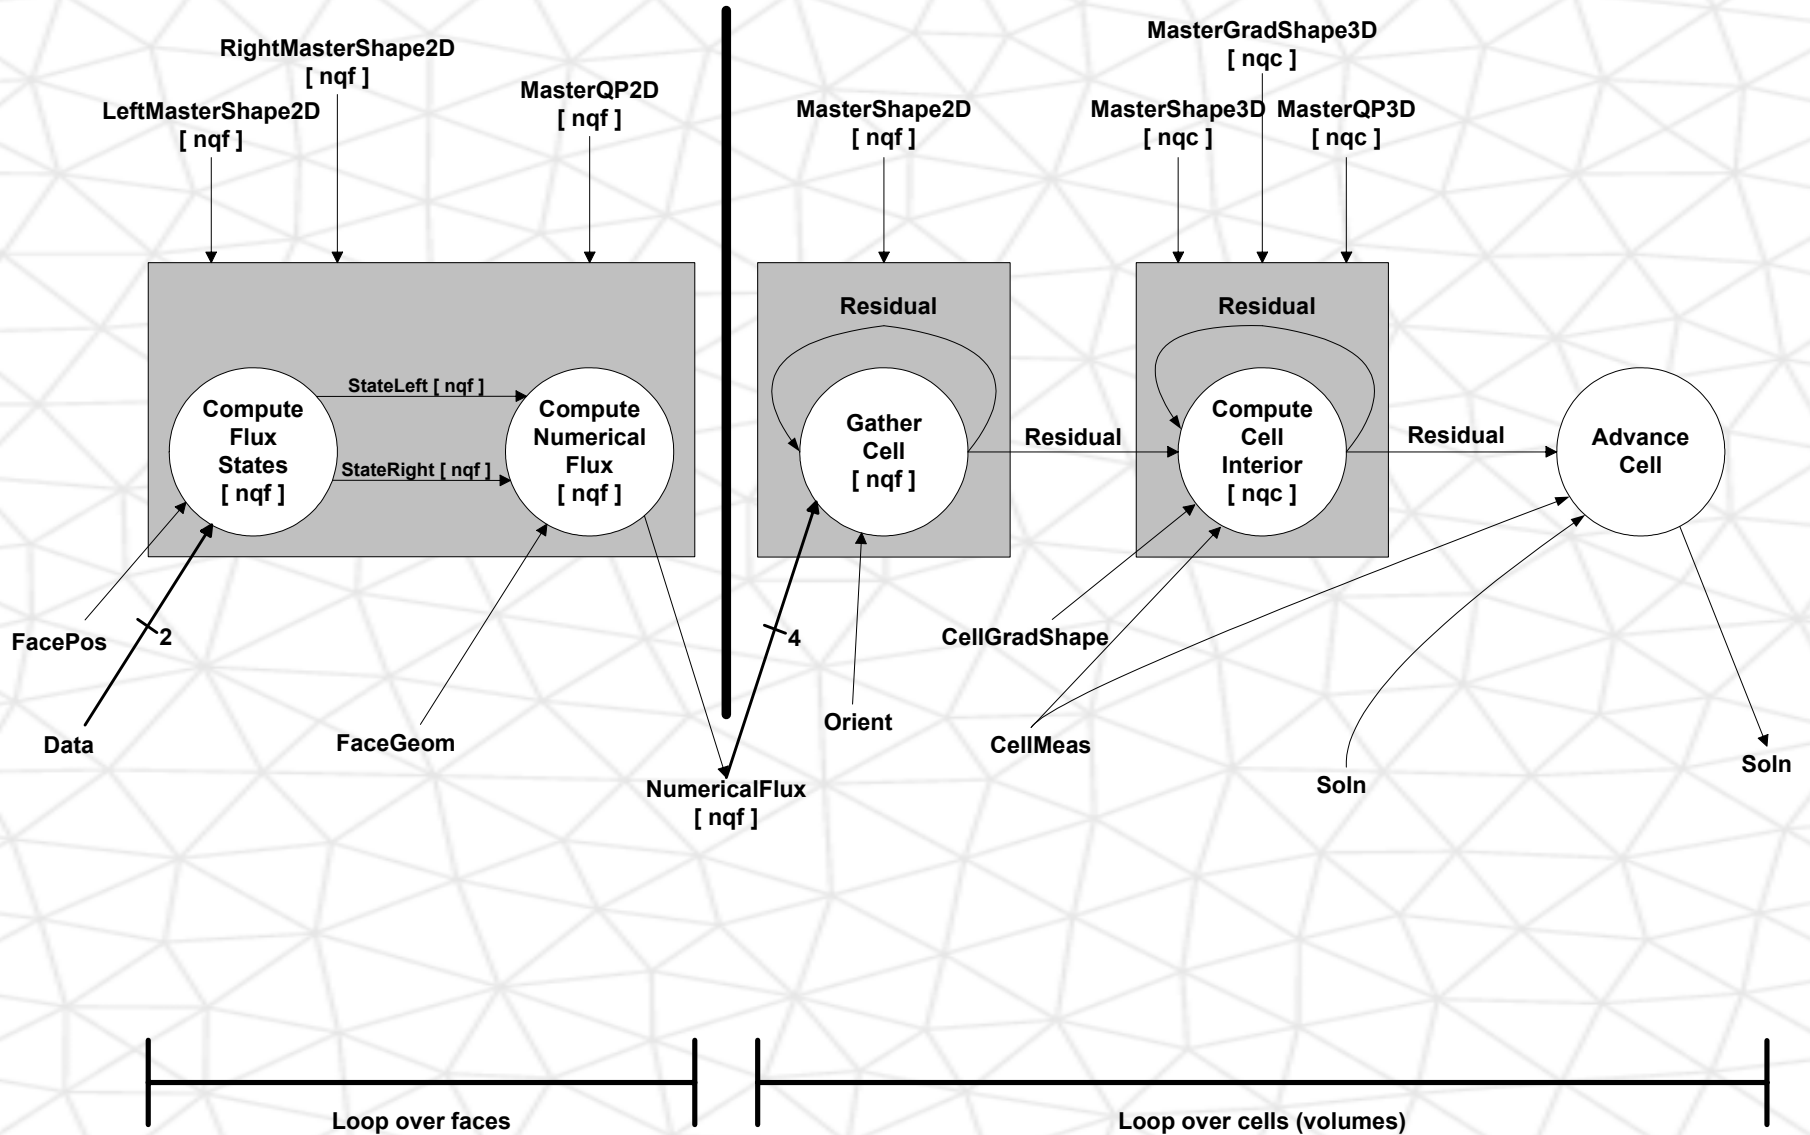 RightMasterShape2D
[ nqf ]
LeftMasterShape2D
[ nqf ]
MasterQP2D
[ nqf ]
MasterShape2D
[ nqf ]
MasterGradShape3D
[ nqc ]
MasterShape3D
[ nqc ]
MasterQP3D
[ nqc ]
Compute
Flux
States
[ nqf ]
StateLeft [ nqf ]
StateRight [ nqf ]
Compute
Numerical
Flux
[ nqf ]
Residual
Gather
Cell
[ nqf ]
Residual
Residual
Compute
Cell
Interior
[ nqc ]
Residual
Advance
Cell
FacePos
2
Data
FaceGeom
NumericalFlux
[ nqf ]
4
Orient
CellGradShape
CellMeas
Soln
Soln
Loop over faces
Loop over cells (volumes)